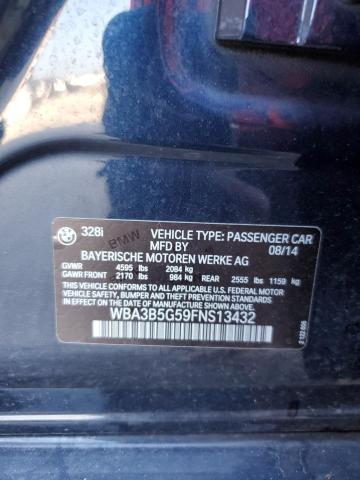 328i VEHICLE TYPE: PASSENGER CAR
MFD BY 08/14
BAYERISCHE MOTOREN WERKE AG
GVWR 4595 lbs 2084 kg
GAWR FRONT 2170 lbs 984 kg REAR 2555 lbs 1159 kg
THIS VEHICLE CONFORMS TO ALL APPLICABLE
FEDERAL MOTOR VEHICLE SAFETY, BUMPER,
AND THEFT PREVENTION STANDARDS IN
EFFECT ON THE DATE OF MANUFACTURE
SHOWN ABOVE.
WBA3B5G59FNS13432
BMW